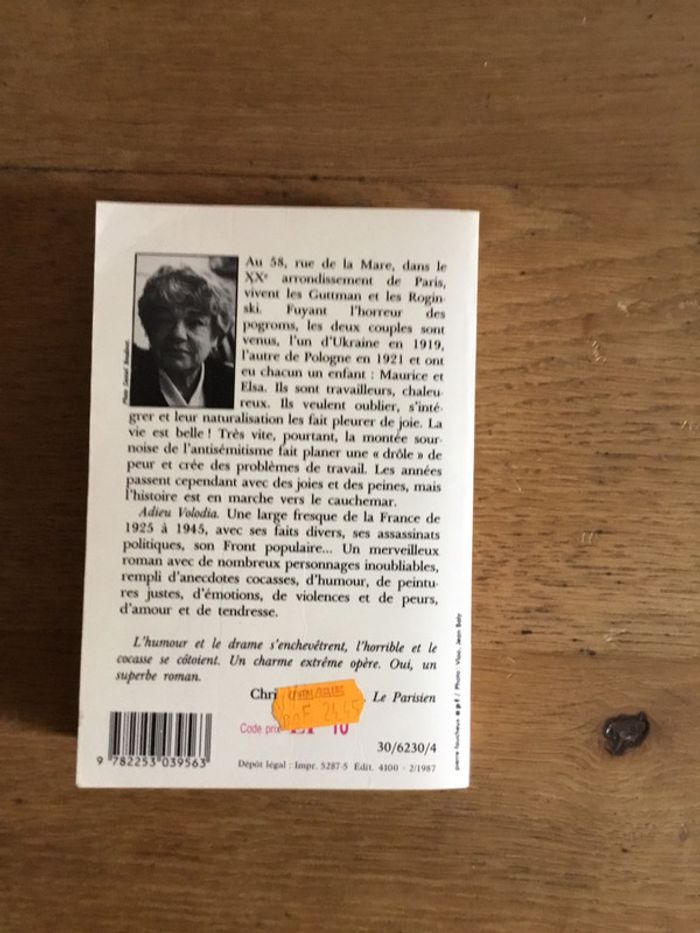 Au 58, rue de la Mare, dans le
XXe arrondissement de Paris,
vivent les Guttman et les Rogin-
ski. Fuyant l'horreur des
pogroms, les deux couples sont
venus, l'un d'Ukraine en 1919,
l'autre de Pologne en 1921 et ont
eu chacun un enfant : Maurice et
Elsa. Ils sont travailleurs, chaleu-
reux. Ils veulent oublier, s'inté-
grer et leur naturalisation les fait pleurer de joie. La
vie est belle ! Très vite, pourtant, la montée sour-
noise de l'antisémitisme fait planer une « drôle » de
peur et crée des problèmes de travail. Les années
passent cependant avec des joies et des peines, mais
l'histoire est en marche vers le cauchemar.
Adieu Volodia. Une large fresque de la France de
1925 à 1945, avec ses faits divers, ses assassinats
politiques, son Front populaire... Un merveilleux
roman avec de nombreux personnages inoubliables,
rempli d'anecdotes cocasses, d'humour, de peintu-
res justes, d'émotions, de violences et de peurs,
d'amour et de tendresse.
L'humour et le drame s'enchevêtrent, l'horrible et le
cocasse se côtoient. Un charme extrême opère. Oui, un
superbe roman.
Chri Le Parisien
Code prix 10
30/6230/4
9 782253 039563
Dépôt légal : Impr. 5287-5 Édit. 4100 - 2/1987
Photo
pierre faucheux / Photo : Viso, Jean Baly